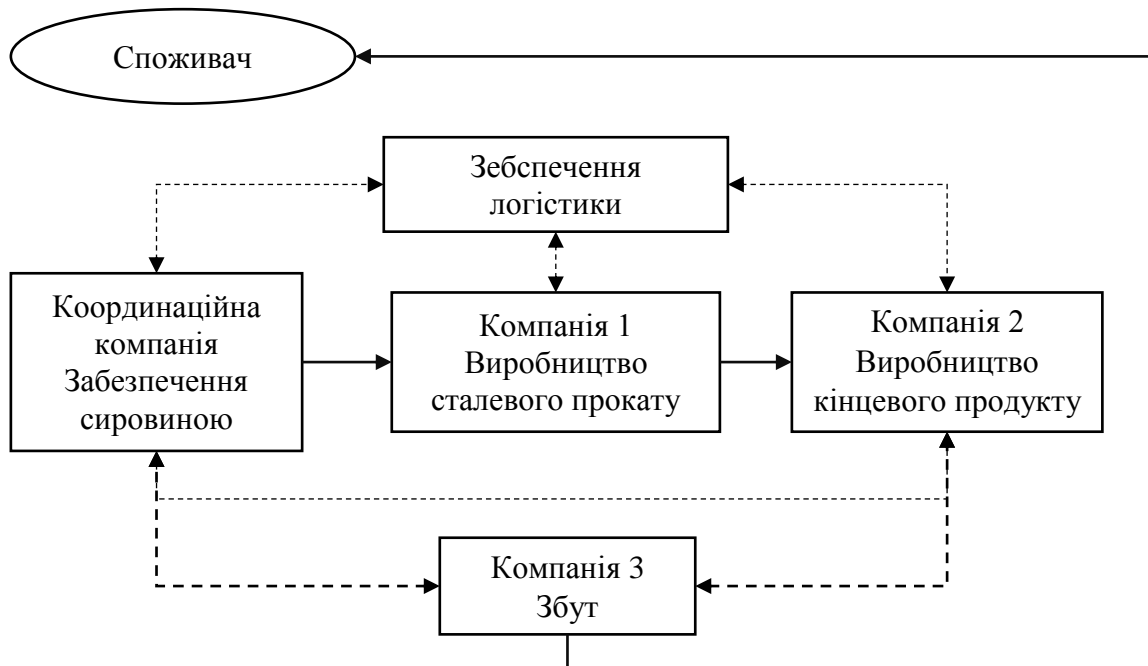 Споживач
Зебспечення
логістики
Координаційна
компанія
Забезпечення
сировиною
Компанія 1
Виробництво
сталевого прокату
Компанія 2
Виробництво
кінцевого продукту
Компанія 3
Збут